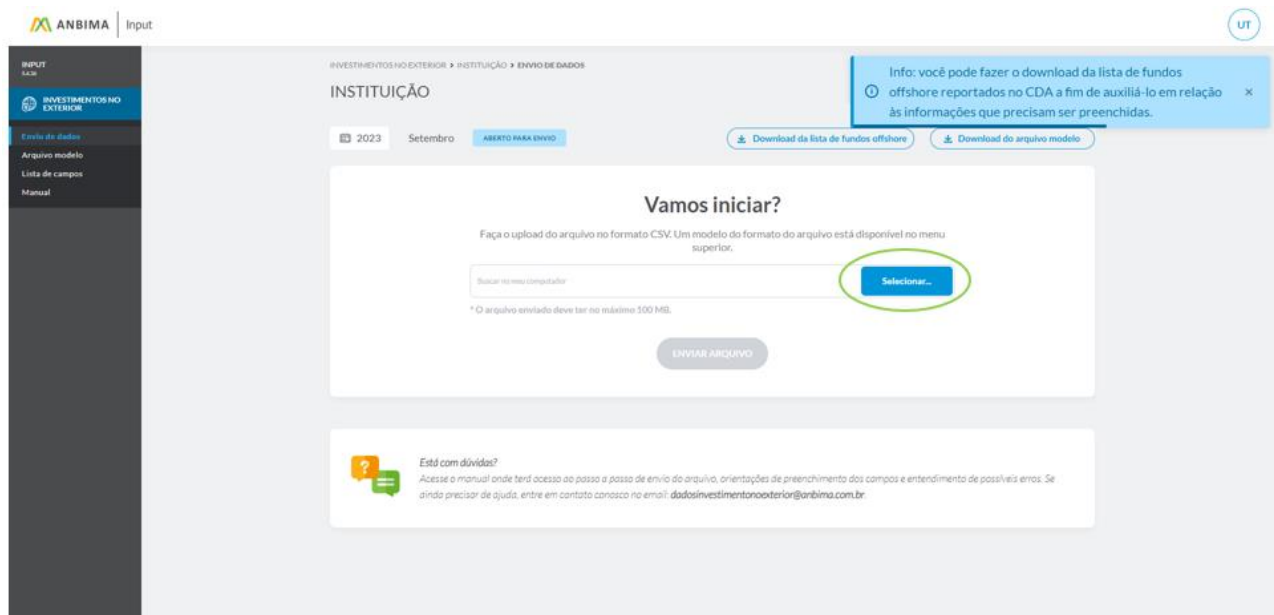 ANBIMA Input
UT
INPUT
INVESTIMENTOS NO
EXTERIOR
Envio de dados
Arquivo modelo
Lista de campos
Manual
INVESTIMENTOS NO EXTERIOR > INSTITUIÇÃO > ENVIO DE DADOS
INSTITUIÇÃO
Info: você pode fazer o download da lista de fundos
offshore reportados no CDA a fim de auxiliá-lo em relação
às informações que precisam ser preenchidas.
×
2023 Setembro ABERTO PARA ENVIO Download da lista de fundos offshore Download do arquivo modelo
Vamos iniciar?
Faça o upload do arquivo no formato CSV. Um modelo do formato do arquivo está disponível no menu
superior.
Buscar no meu computador Selecionar...
* O arquivo enviado deve ter no máximo 100 MB.
ENVIAR ARQUIVO
Está com dúvidas?
Acesse o manual onde terá acesso ao passo a passo de envio do arquivo, orientações de preenchimento dos campos e entendimento de possíveis erros. Se
ainda precisar de ajuda, entre em contato conosco no email: dadosinvestimentonoexterior@anbima.com.br.